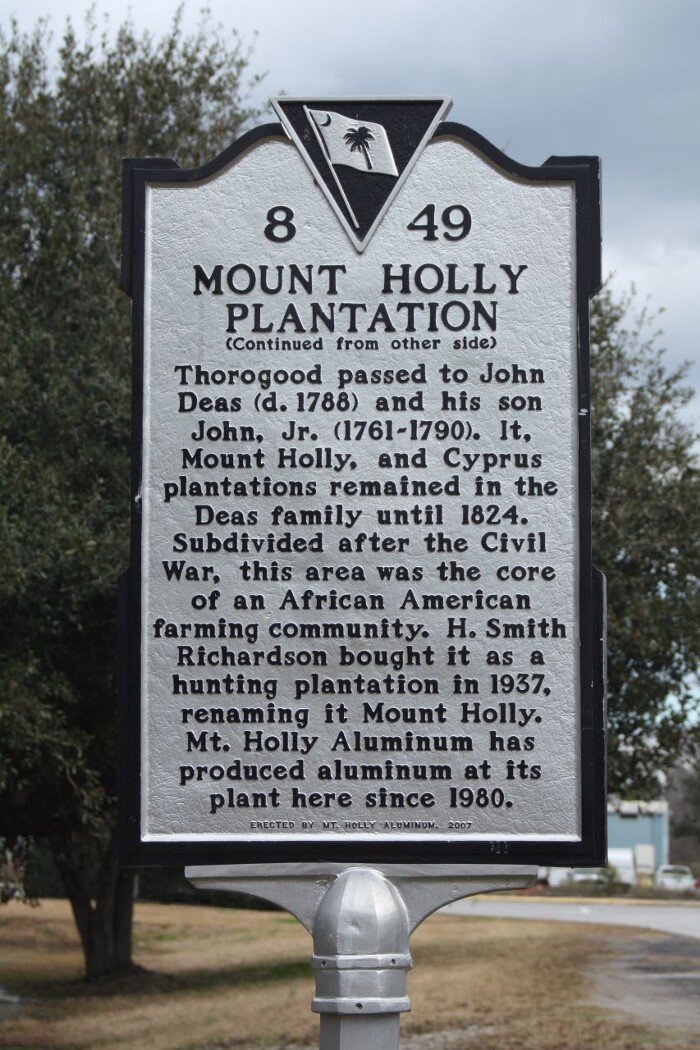 8 49
MOUNT HOLLY
PLANTATION
(Continued from other side)
Thorogood passed to John
Deas (d. 1788) and his son
John, Jr. (1761-1790). It,
Mount Holly, and Cyprus
plantations remained in the
Deas family until 1824.
Subdivided after the Civil
War, this area was the core
of an African American
farming community. H. Smith
Richardson bought it as a
hunting plantation in 1937,
renaming it Mount Holly.
Mt. Holly Aluminum has
produced aluminum at its
plant here since 1980.
ERECTED BY MT. HOLLY ALUMINUM, 2007